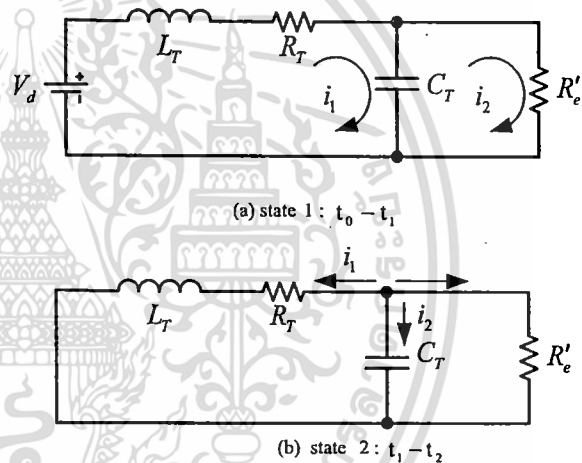 L_T
R_T
V_d
+
i_1
C_T
i_2
R'_e
(a) state 1 : t_0 – t_1
i_1
L_T
R_T
i_2
C_T
R'_e
(b) state 2 : t_1 – t_2